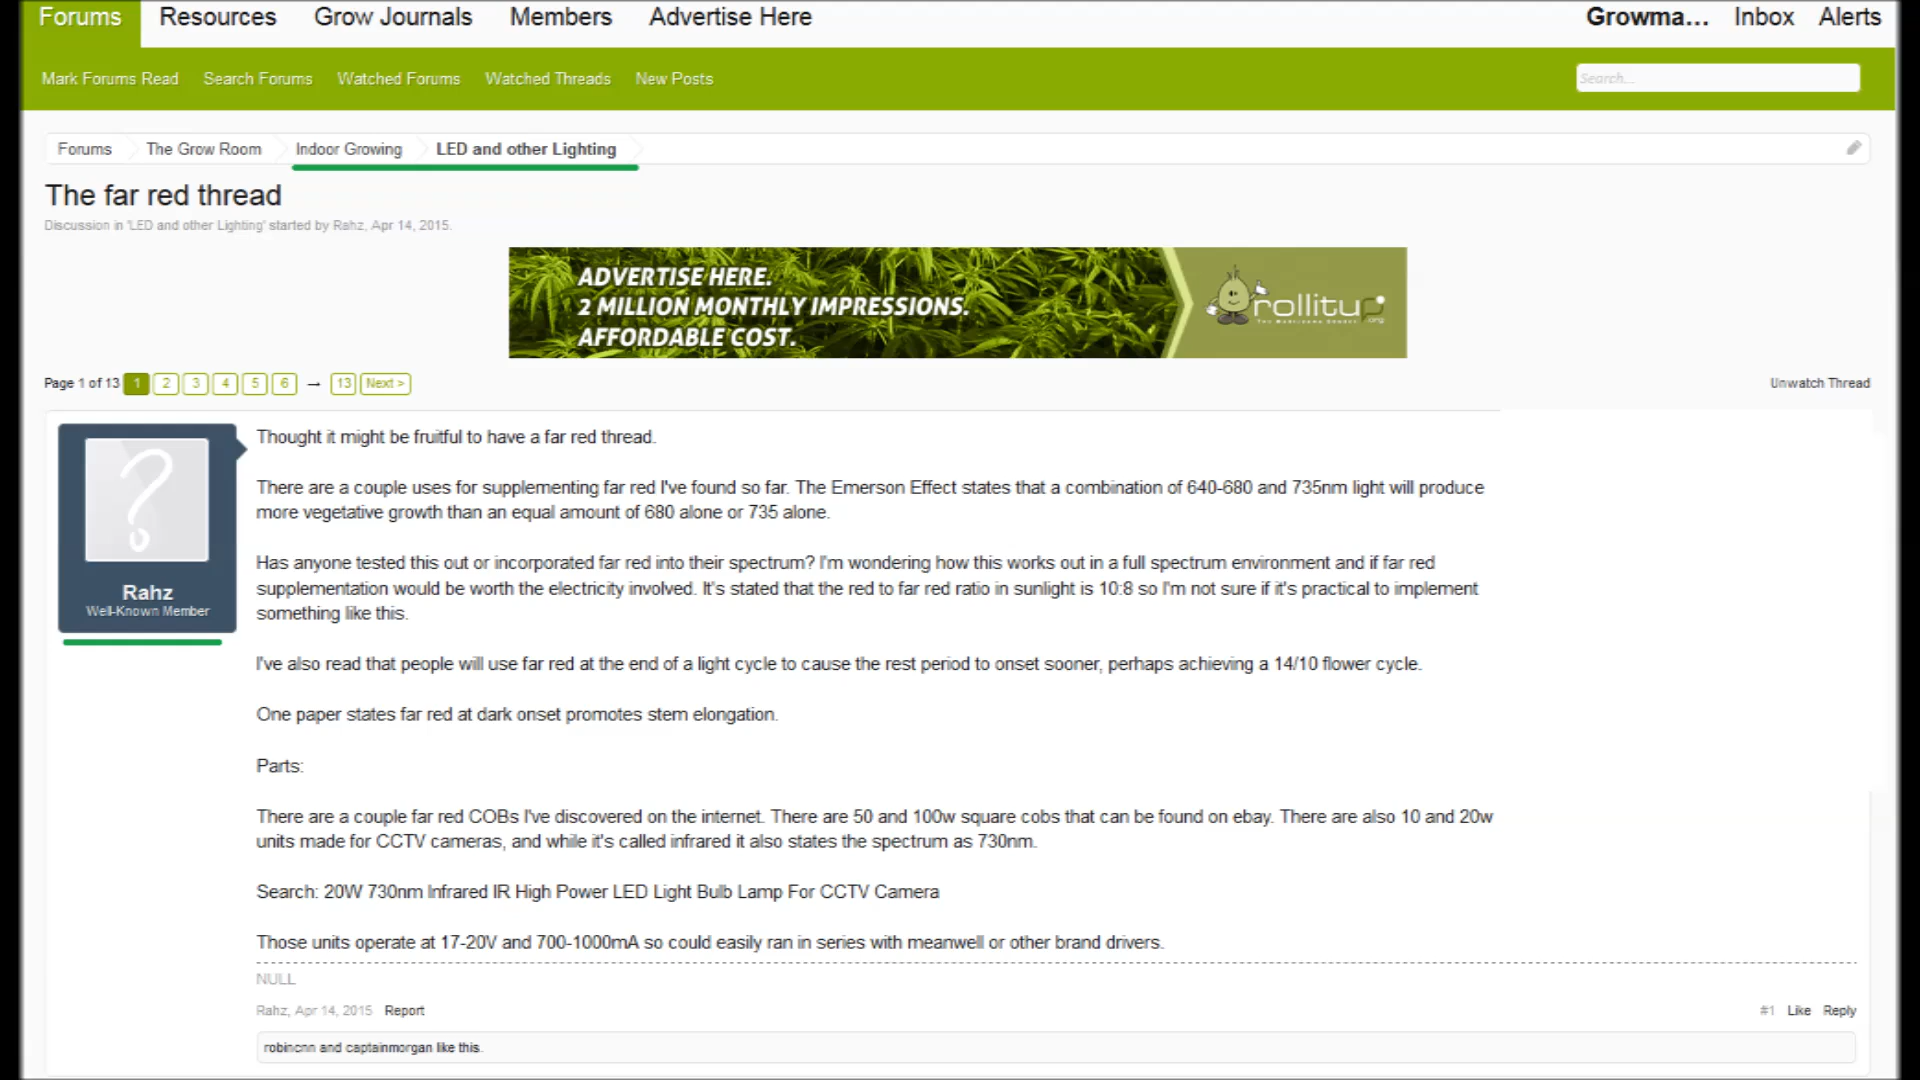 Forums Resources Grow Journals Members Advertise Here Growma... Inbox Alerts
Mark Forums Read Search Forums Watched Forums Watched Threads New Posts Search...
Forums The Grow Room Indoor Growing LED and other Lighting
The far red thread
Discussion in 'LED and other Lighting' started by Rahz, Apr 14, 2015.
ADVERTISE HERE.
2 MILLION MONTHLY IMPRESSIONS.
AFFORDABLE COST.
rollitup
.org
Page 1 of 13 1 2 3 4 5 6 → 13 Next > Unwatch Thread
Rahz
Well-Known Member
Thought it might be fruitful to have a far red thread.
There are a couple uses for supplementing far red I've found so far. The Emerson Effect states that a combination of 640-680 and 735nm light will produce
more vegetative growth than an equal amount of 680 alone or 735 alone.
Has anyone tested this out or incorporated far red into their spectrum? I'm wondering how this works out in a full spectrum environment and if far red
supplementation would be worth the electricity involved. It's stated that the red to far red ratio in sunlight is 10:8 so I'm not sure if it's practical to implement
something like this.
I've also read that people will use far red at the end of a light cycle to cause the rest period to onset sooner, perhaps achieving a 14/10 flower cycle.
One paper states far red at dark onset promotes stem elongation.
Parts:
There are a couple far red COBs I've discovered on the internet. There are 50 and 100w square cobs that can be found on ebay. There are also 10 and 20w
units made for CCTV cameras, and while it's called infrared it also states the spectrum as 730nm.
Search: 20W 730nm Infrared IR High Power LED Light Bulb Lamp For CCTV Camera
Those units operate at 17-20V and 700-1000mA so could easily ran in series with meanwell or other brand drivers.
NULL
Rahz, Apr 14, 2015 Report #1 Like Reply
robincnn and captainmorgan like this.